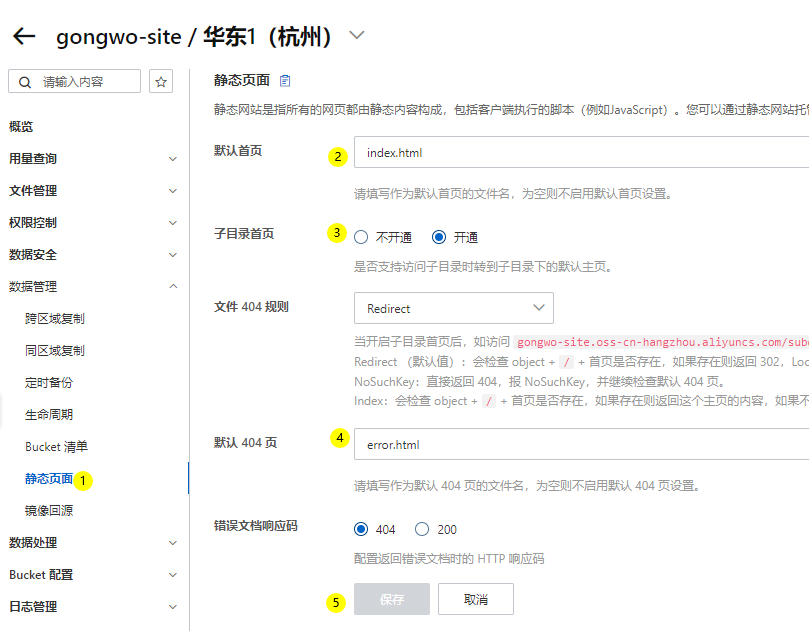 gongwo-site / 华东1（杭州）
请输入内容
概览
用量查询
文件管理
权限控制
数据安全
数据管理
跨区域复制
同区域复制
定时备份
生命周期
Bucket 清单
静态页面 1
镜像回源
数据处理
Bucket 配置
日志管理
静态页面
静态网站是指所有的网页都由静态内容构成，包括客户端执行的脚本（例如JavaScript）。您可以通过静态网站托管
默认首页 2 index.html
请填写作为默认首页的文件名，为空则不启用默认首页设置。
子目录首页 3 不开通 开通
是否支持访问子目录时转到子目录下的默认主页。
文件 404 规则 Redirect
当开启子目录首页后，如访问 gongwo-site.oss-cn-hangzhou.aliyuncs.com/sub
Redirect （默认值）：会检查 object + / + 首页是否存在，如果存在则返回 302，Loc
NoSuchKey：直接返回 404，报 NoSuchKey，并继续检查默认 404 页。
Index：会检查 object + / + 首页是否存在，如果存在则返回这个主页的内容，如果不
默认 404 页 4 error.html
请填写作为默认 404 页的文件名，为空则不启用默认 404 页设置。
错误文档响应码 404 200
配置返回错误文档时的 HTTP 响应码
5 保存 取消